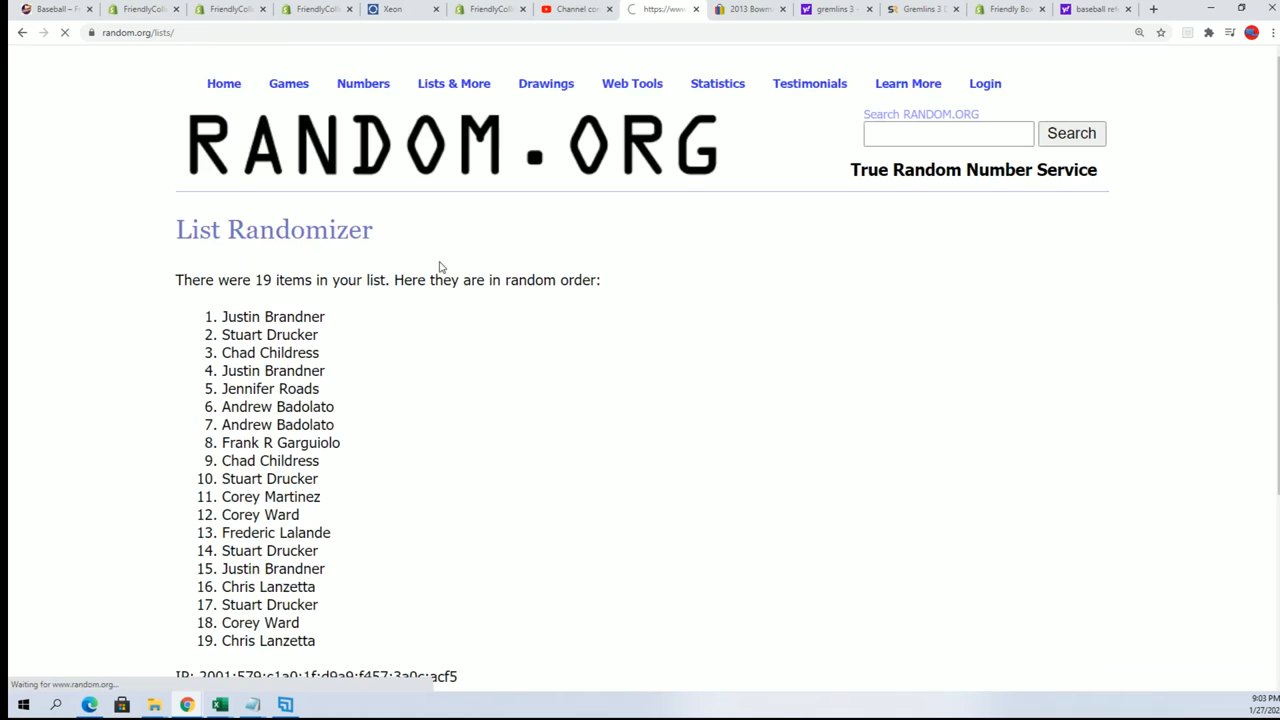 Baseball – F
FriendlyColle
FriendlyColle
FriendlyColle
Xeon
FriendlyColle
Channel con
https://www
2013 Bowm
gremlins 3 -
Gremlins 3 D
Friendly Bo
baseball ref
random.org/lists/
Home Games Numbers Lists & More Drawings Web Tools Statistics Testimonials Learn More Login
Search RANDOM.ORG
RANDOM.ORG
Search
True Random Number Service
List Randomizer
There were 19 items in your list. Here they are in random order:
1. Justin Brandner
2. Stuart Drucker
3. Chad Childress
4. Justin Brandner
5. Jennifer Roads
6. Andrew Badolato
7. Andrew Badolato
8. Frank R Garguiolo
9. Chad Childress
10. Stuart Drucker
11. Corey Martinez
12. Corey Ward
13. Frederic Lalande
14. Stuart Drucker
15. Justin Brandner
16. Chris Lanzetta
17. Stuart Drucker
18. Corey Ward
19. Chris Lanzetta
IP: 2001:579:c1a0:1f:d9a9:f457:3a0c:acf5
Waiting for www.random.org...
9:03 PM
1/27/202